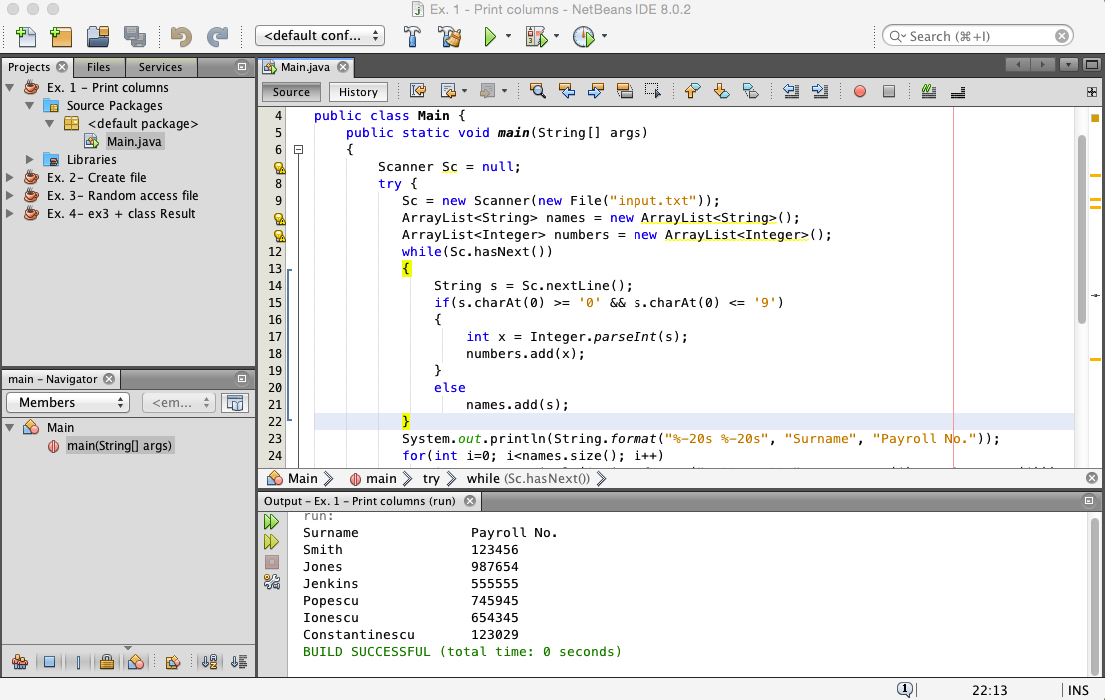 Ex. 1 - Print columns - NetBeans IDE 8.0.2
<default conf...
Search (⌘+I)
Projects Files Services
Ex. 1 - Print columns
Source Packages
<default package>
Main.java
Libraries
Ex. 2- Create file
Ex. 3- Random access file
Ex. 4- ex3 + class Result
main - Navigator
Members <em...
Main
main(String[] args)
Main.java
Source History
4 public class Main {
5 public static void main(String[] args)
6 {
Scanner Sc = null;
8 try {
9 Sc = new Scanner(new File("input.txt"));
ArrayList<String> names = new ArrayList<String>();
ArrayList<Integer> numbers = new ArrayList<Integer>();
12 while(Sc.hasNext())
13 {
14 String s = Sc.nextLine();
15 if(s.charAt(0) >= '0' && s.charAt(0) <= '9')
16 {
17 int x = Integer.parseInt(s);
18 numbers.add(x);
19 }
20 else
21 names.add(s);
22 }
23 System.out.println(String.format("%-20s %-20s", "Surname", "Payroll No."));
24 for(int i=0; i<names.size(); i++)
Main main try while (Sc.hasNext())
Output - Ex. 1 - Print columns (run)
run:
Surname Payroll No.
Smith 123456
Jones 987654
Jenkins 555555
Popescu 745945
Ionescu 654345
Constantinescu 123029
BUILD SUCCESSFUL (total time: 0 seconds)
1 22:13 INS